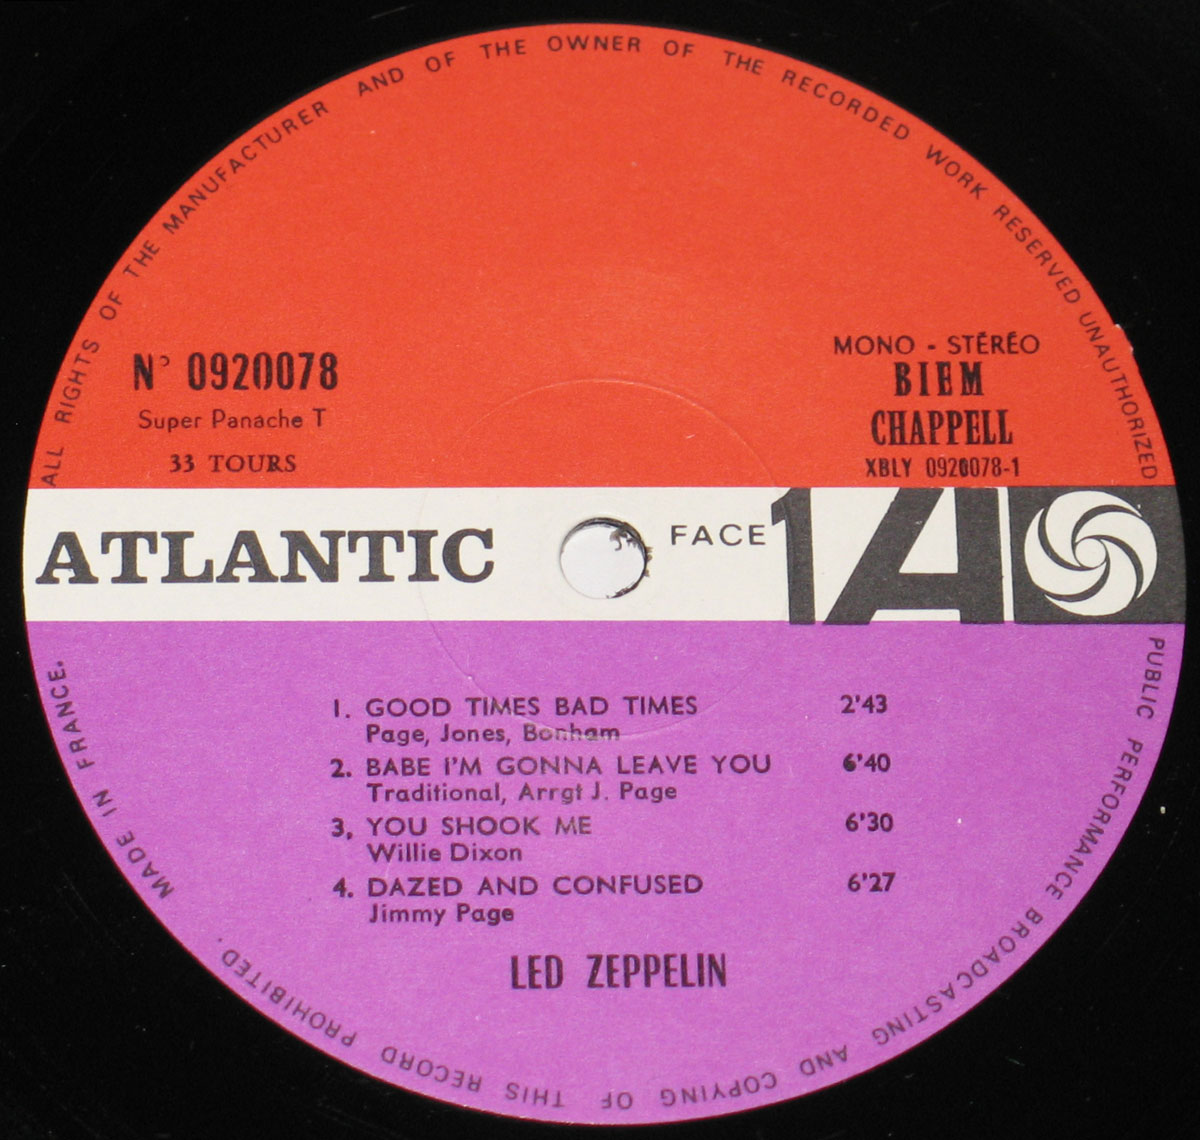 ALL RIGHTS OF THE MANUFACTURER AND OF THE OWNER OF THE RECORDED WORK RESERVED UNAUTHORIZED
PUBLIC PERFORMANCE BROADCASTING AND COPYING OF THIS RECORD PROHIBITED.
MADE IN FRANCE.
N° 0920078
Super Panache T
33 TOURS
MONO - STÉRÉO
BIEM
CHAPPELL
XBLY 0920078-1
ATLANTIC
FACE 1
A
1. GOOD TIMES BAD TIMES 2'43
Page, Jones, Bonham
2. BABE I'M GONNA LEAVE YOU 6'40
Traditional, Arrgt J. Page
3, YOU SHOOK ME 6'30
Willie Dixon
4. DAZED AND CONFUSED 6'27
Jimmy Page
LED ZEPPELIN